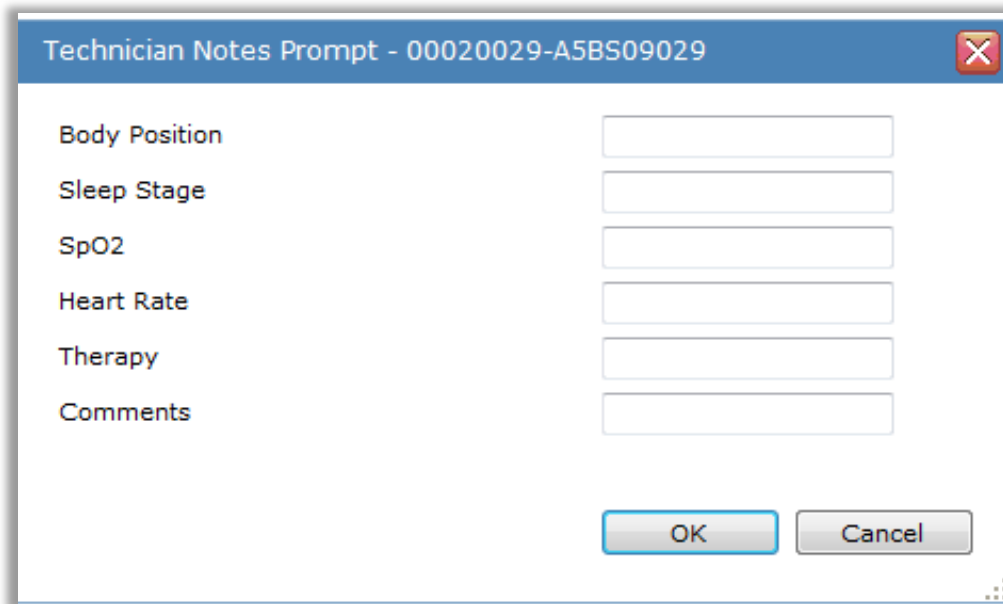 Technician Notes Prompt - 00020029-A5BS09029
Body Position
Sleep Stage
SpO2
Heart Rate
Therapy
Comments
OK Cancel